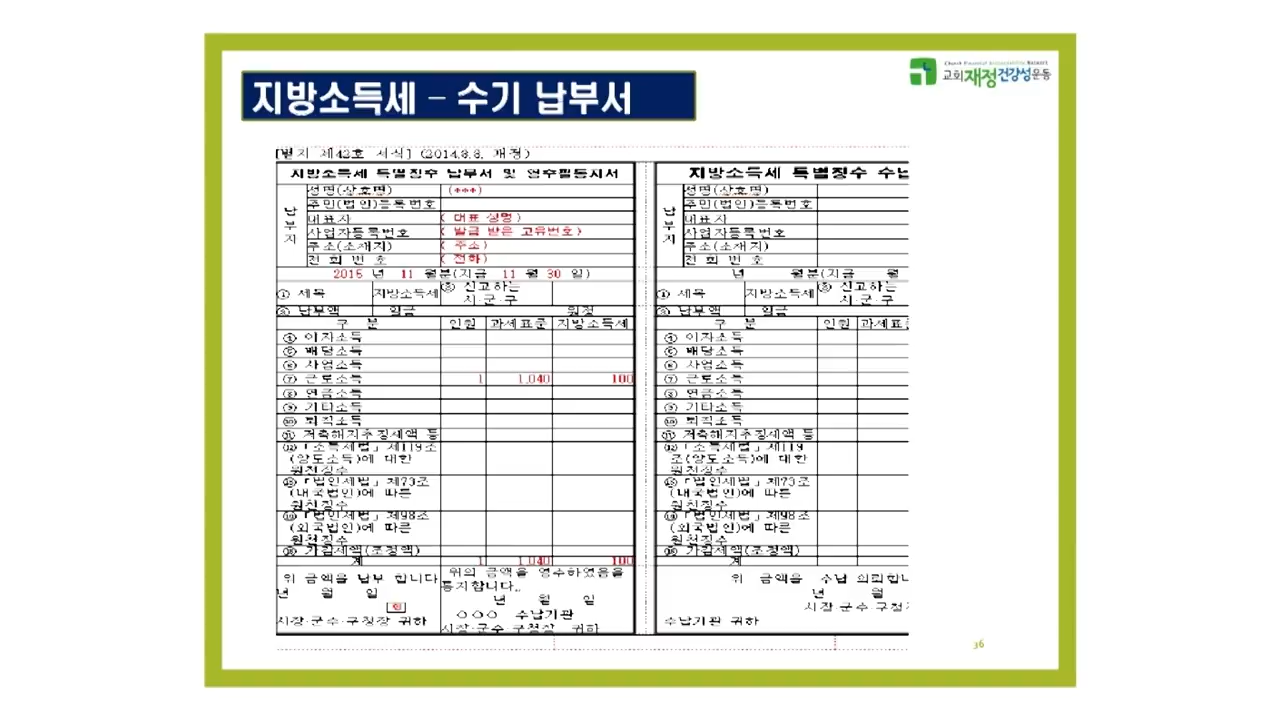 지방소득세 – 수기 납부서
Church Financial Accountability Network
교회재정건강성운동
[별지 제42호 서식] (2014.8.8. 개정)
지방소득세 특별징수 납부서 및 영수필통지서
납부자
성명(상호명) (***)
주민(법인)등록번호
대표자 ( 대표 성명)
사업자등록번호 ( 발급 받은 고유번호)
주소(소재지) ( 주소)
전 화 번 호 ( 전화)
2015 년 11 월분(지급 11 월 30 일)
① 세목 지방소득세 ② 신고하는 시·군·구
③ 납부액 일금 원정
구 분 인원 과세표준 지방소득세
④ 이자소득
⑤ 배당소득
⑥ 사업소득
⑦ 근로소득 1 1,040 100
⑧ 연금소득
⑨ 기타소득
⑩ 퇴직소득
⑪ 저축해지추징세액 등
⑫「소득세법」제119조
(양도소득)에 대한
원천징수
⑬「법인세법」제73조
(내국법인)에 따른
원천징수
⑭「법인세법」제98조
(외국법인)에 따른
원천징수
⑮ 가감세액(조정액)
계 1 1,040 100
위 금액을 납부 합니다
년 월 일
인
시장·군수·구청장 귀하
위의 금액을 영수하였음을
통지합니다.
년 월 일
○○○ 수납기관
시장·군수·구청장 귀하
지방소득세 특별징수 수납
납부자
성명(상호명)
주민(법인)등록번호
대표자
사업자등록번호
주소(소재지)
전 화 번 호
년 월분(지급 월
① 세목 지방소득세 ② 신고하는 시·군·구
③ 납부액 일금
구 분 인원 과세표준
④ 이자소득
⑤ 배당소득
⑥ 사업소득
⑦ 근로소득
⑧ 연금소득
⑨ 기타소득
⑩ 퇴직소득
⑪ 저축해지추징세액 등
⑫「소득세법」제119
조(양도소득)에 대한
원천징수
⑬「법인세법」제73조
(내국법인)에 따른
원천징수
⑭「법인세법」제98조
(외국법인)에 따른
원천징수
⑮ 가감세액(조정액)
계
위 금액을 수납 의뢰합니
년 월
시장·군수·구청장
수납기관 귀하
36